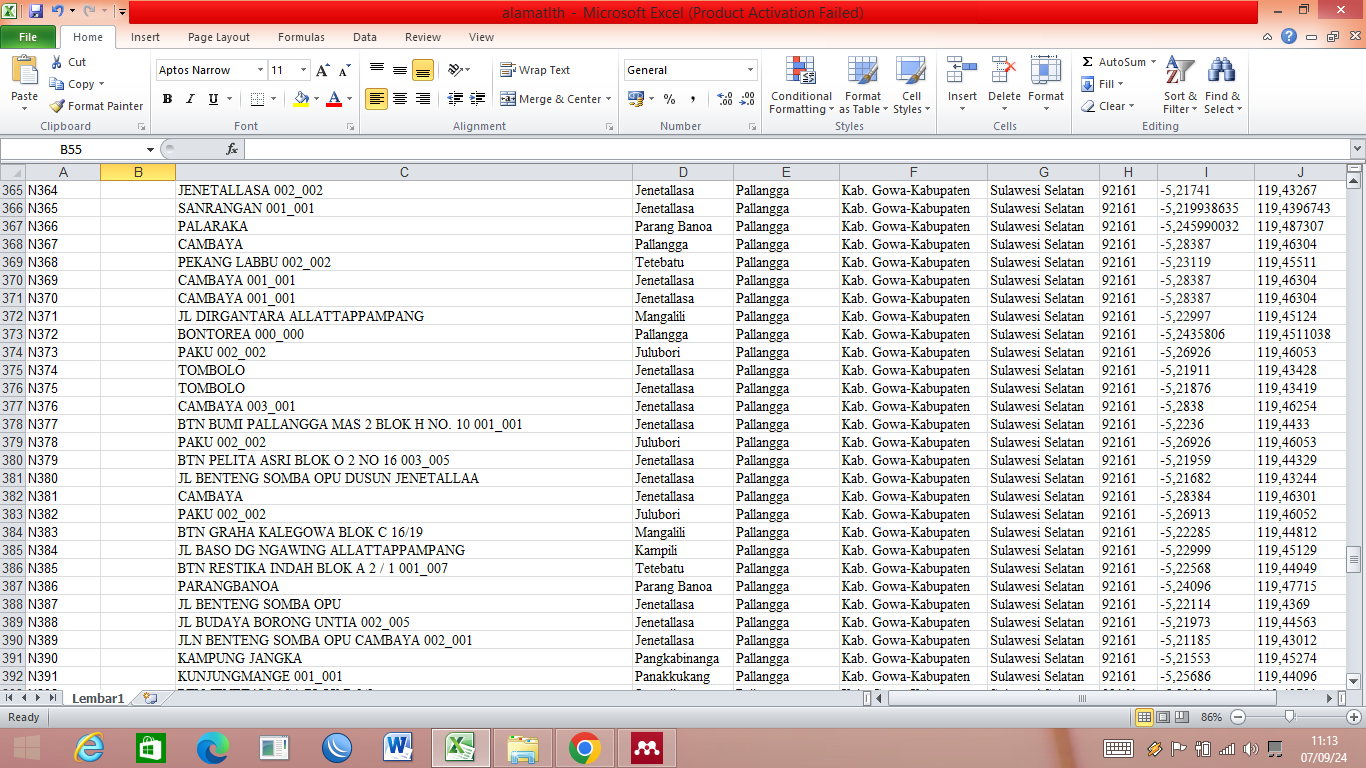 alamatlth - Microsoft Excel (Product Activation Failed)
File Home Insert Page Layout Formulas Data Review View
Cut
Copy
Format Painter
Paste
Clipboard
Aptos Narrow 11
B I U
Font
Wrap Text
Merge & Center
Alignment
General
Number
Conditional Formatting
Format as Table
Cell Styles
Styles
Insert Delete Format
Cells
AutoSum
Fill
Clear
Sort & Filter
Find & Select
Editing
B55 fx
A B C D E F G H I J
365 N364 JENETALLASA 002_002 Jenetallasa Pallangga Kab. Gowa-Kabupaten Sulawesi Selatan 92161 -5,21741 119,43267
366 N365 SANRANGAN 001_001 Jenetallasa Pallangga Kab. Gowa-Kabupaten Sulawesi Selatan 92161 -5,219938635 119,4396743
367 N366 PALARAKA Parang Banoa Pallangga Kab. Gowa-Kabupaten Sulawesi Selatan 92161 -5,245990032 119,487307
368 N367 CAMBAYA Pallangga Pallangga Kab. Gowa-Kabupaten Sulawesi Selatan 92161 -5,28387 119,46304
369 N368 PEKANG LABBU 002_002 Tetebatu Pallangga Kab. Gowa-Kabupaten Sulawesi Selatan 92161 -5,23119 119,45511
370 N369 CAMBAYA 001_001 Jenetallasa Pallangga Kab. Gowa-Kabupaten Sulawesi Selatan 92161 -5,28387 119,46304
371 N370 CAMBAYA 001_001 Jenetallasa Pallangga Kab. Gowa-Kabupaten Sulawesi Selatan 92161 -5,28387 119,46304
372 N371 JL DIRGANTARA ALLATTAPPAMPANG Mangalili Pallangga Kab. Gowa-Kabupaten Sulawesi Selatan 92161 -5,22997 119,45124
373 N372 BONTOREA 000_000 Pallangga Pallangga Kab. Gowa-Kabupaten Sulawesi Selatan 92161 -5,2435806 119,4511038
374 N373 PAKU 002_002 Julubori Pallangga Kab. Gowa-Kabupaten Sulawesi Selatan 92161 -5,26926 119,46053
375 N374 TOMBOLO Jenetallasa Pallangga Kab. Gowa-Kabupaten Sulawesi Selatan 92161 -5,21911 119,43428
376 N375 TOMBOLO Jenetallasa Pallangga Kab. Gowa-Kabupaten Sulawesi Selatan 92161 -5,21876 119,43419
377 N376 CAMBAYA 003_001 Jenetallasa Pallangga Kab. Gowa-Kabupaten Sulawesi Selatan 92161 -5,2838 119,46254
378 N377 BTN BUMI PALLANGGA MAS 2 BLOK H NO. 10 001_001 Jenetallasa Pallangga Kab. Gowa-Kabupaten Sulawesi Selatan 92161 -5,2236 119,4433
379 N378 PAKU 002_002 Julubori Pallangga Kab. Gowa-Kabupaten Sulawesi Selatan 92161 -5,26926 119,46053
380 N379 BTN PELITA ASRI BLOK O 2 NO 16 003_005 Jenetallasa Pallangga Kab. Gowa-Kabupaten Sulawesi Selatan 92161 -5,21959 119,44329
381 N380 JL BENTENG SOMBA OPU DUSUN JENETALLAA Jenetallasa Pallangga Kab. Gowa-Kabupaten Sulawesi Selatan 92161 -5,21682 119,43244
382 N381 CAMBAYA Jenetallasa Pallangga Kab. Gowa-Kabupaten Sulawesi Selatan 92161 -5,28384 119,46301
383 N382 PAKU 002_002 Julubori Pallangga Kab. Gowa-Kabupaten Sulawesi Selatan 92161 -5,26913 119,46052
384 N383 BTN GRAHA KALEGOWA BLOK C 16/19 Mangalili Pallangga Kab. Gowa-Kabupaten Sulawesi Selatan 92161 -5,22285 119,44812
385 N384 JL BASO DG NGAWING ALLATTAPPAMPANG Kampili Pallangga Kab. Gowa-Kabupaten Sulawesi Selatan 92161 -5,22999 119,45129
386 N385 BTN RESTIKA INDAH BLOK A 2 / 1 001_007 Tetebatu Pallangga Kab. Gowa-Kabupaten Sulawesi Selatan 92161 -5,22568 119,44949
387 N386 PARANGBANOA Parang Banoa Pallangga Kab. Gowa-Kabupaten Sulawesi Selatan 92161 -5,24096 119,47715
388 N387 JL BENTENG SOMBA OPU Jenetallasa Pallangga Kab. Gowa-Kabupaten Sulawesi Selatan 92161 -5,22114 119,4369
389 N388 JL BUDAYA BORONG UNTIA 002_005 Jenetallasa Pallangga Kab. Gowa-Kabupaten Sulawesi Selatan 92161 -5,21973 119,44563
390 N389 JLN BENTENG SOMBA OPU CAMBAYA 002_001 Jenetallasa Pallangga Kab. Gowa-Kabupaten Sulawesi Selatan 92161 -5,21185 119,43012
391 N390 KAMPUNG JANGKA Pangkabinanga Pallangga Kab. Gowa-Kabupaten Sulawesi Selatan 92161 -5,21553 119,45274
392 N391 KUNJUNGMANGE 001_001 Panakkukang Pallangga Kab. Gowa-Kabupaten Sulawesi Selatan 92161 -5,25686 119,44096
Lembar1
Ready 86%
11:13
07/09/24